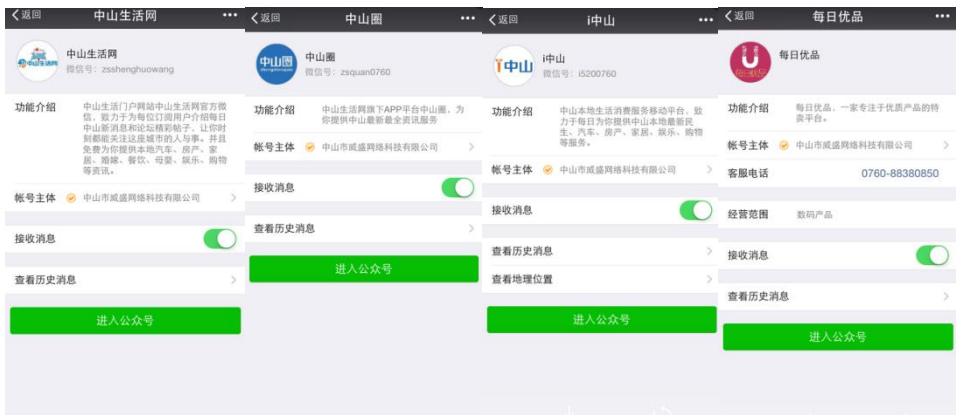 返回
中山生活网
中山生活网
微信号：zsshenghuowang
功能介绍
中山生活门户网站中山生活网官方微
信，致力于为每位订阅用户介绍每日
中山新消息和论坛精彩帖子、让你时
刻都能关注这座城市的人与事。并且
免费为你提供本地汽车、房产、家
居、婚嫁、餐饮、母婴、娱乐、购物
等资讯。
帐号主体
中山市威盛网络科技有限公司
接收消息
查看历史消息
进入公众号
返回
中山圈
中山圈
中山圈
微信号：zsquan0760
功能介绍
中山生活网旗下APP平台中山圈，为
你提供中山最新最全资讯服务
帐号主体
中山市威盛网络科技有限公司
接收消息
查看历史消息
进入公众号
返回
i中山
i中山
i中山
微信号：i5200760
功能介绍
中山本地生活消费服务移动平台，致
力于每日为你提供中山本地最新民
生、汽车、房产、家居、娱乐、购物
等服务。
帐号主体
中山市威盛网络科技有限公司
接收消息
查看历史消息
查看地理位置
进入公众号
返回
每日优品
每日优品
每日优品
功能介绍
每日优品，一家专注于优质产品的特
卖平台。
帐号主体
中山市威盛网络科技有限公司
客服电话
0760-88380850
经营范围
数码产品
接收消息
查看历史消息
进入公众号